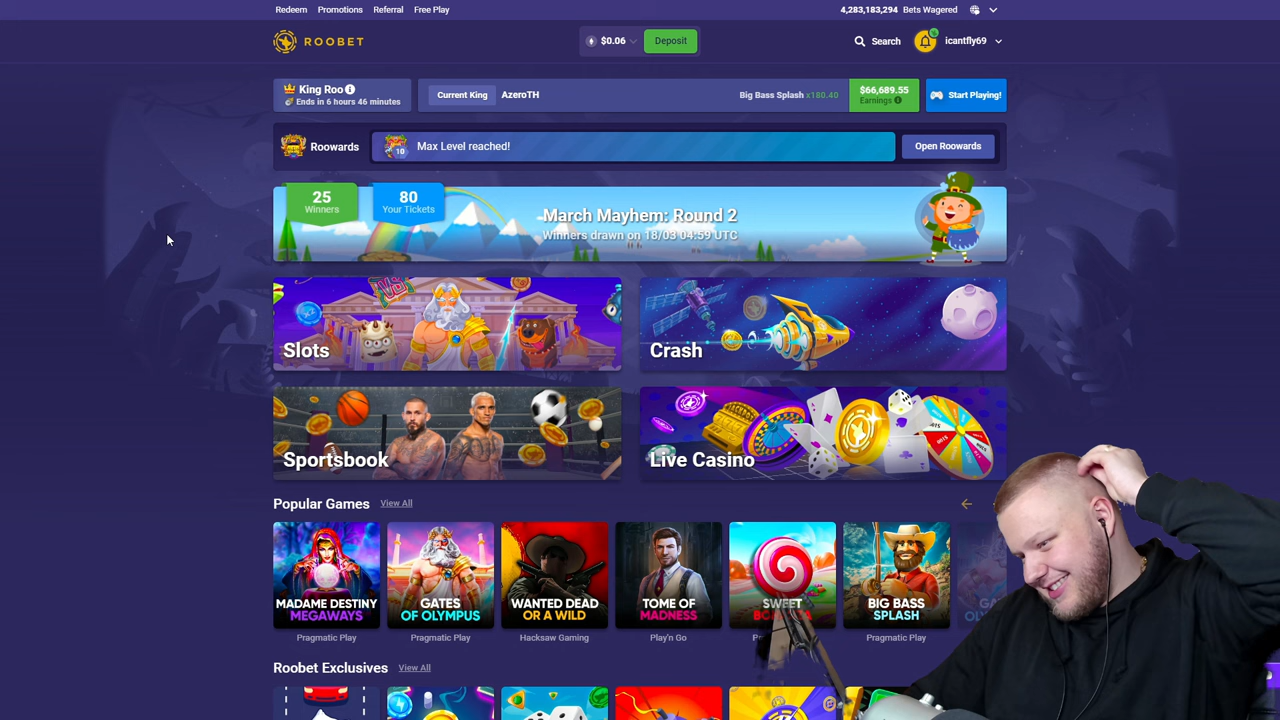 Redeem Promotions Referral Free Play
4,283,183,294 Bets Wagered
ROOBET
$0.06
Deposit
Search
icantfly69
King Roo
Ends in 6 hours 46 minutes
Current King AzeroTH
Big Bass Splash x180.40
$66,689.55
Earnings
Start Playing!
Roowards
10
Max Level reached!
Open Roowards
25
Winners
80
Your Tickets
March Mayhem: Round 2
Winners drawn on 18/03 04:59 UTC
Slots
Crash
Sportsbook
Live Casino
Popular Games View All
MADAME DESTINY
MEGAWAYS
GATES
OF OLYMPUS
WANTED DEAD
OR A WILD
TOME OF
MADNESS
SWEET
BIG BASS
SPLASH
Pragmatic Play
Pragmatic Play
Hacksaw Gaming
Play'n Go
Pragmatic Play
Roobet Exclusives View All